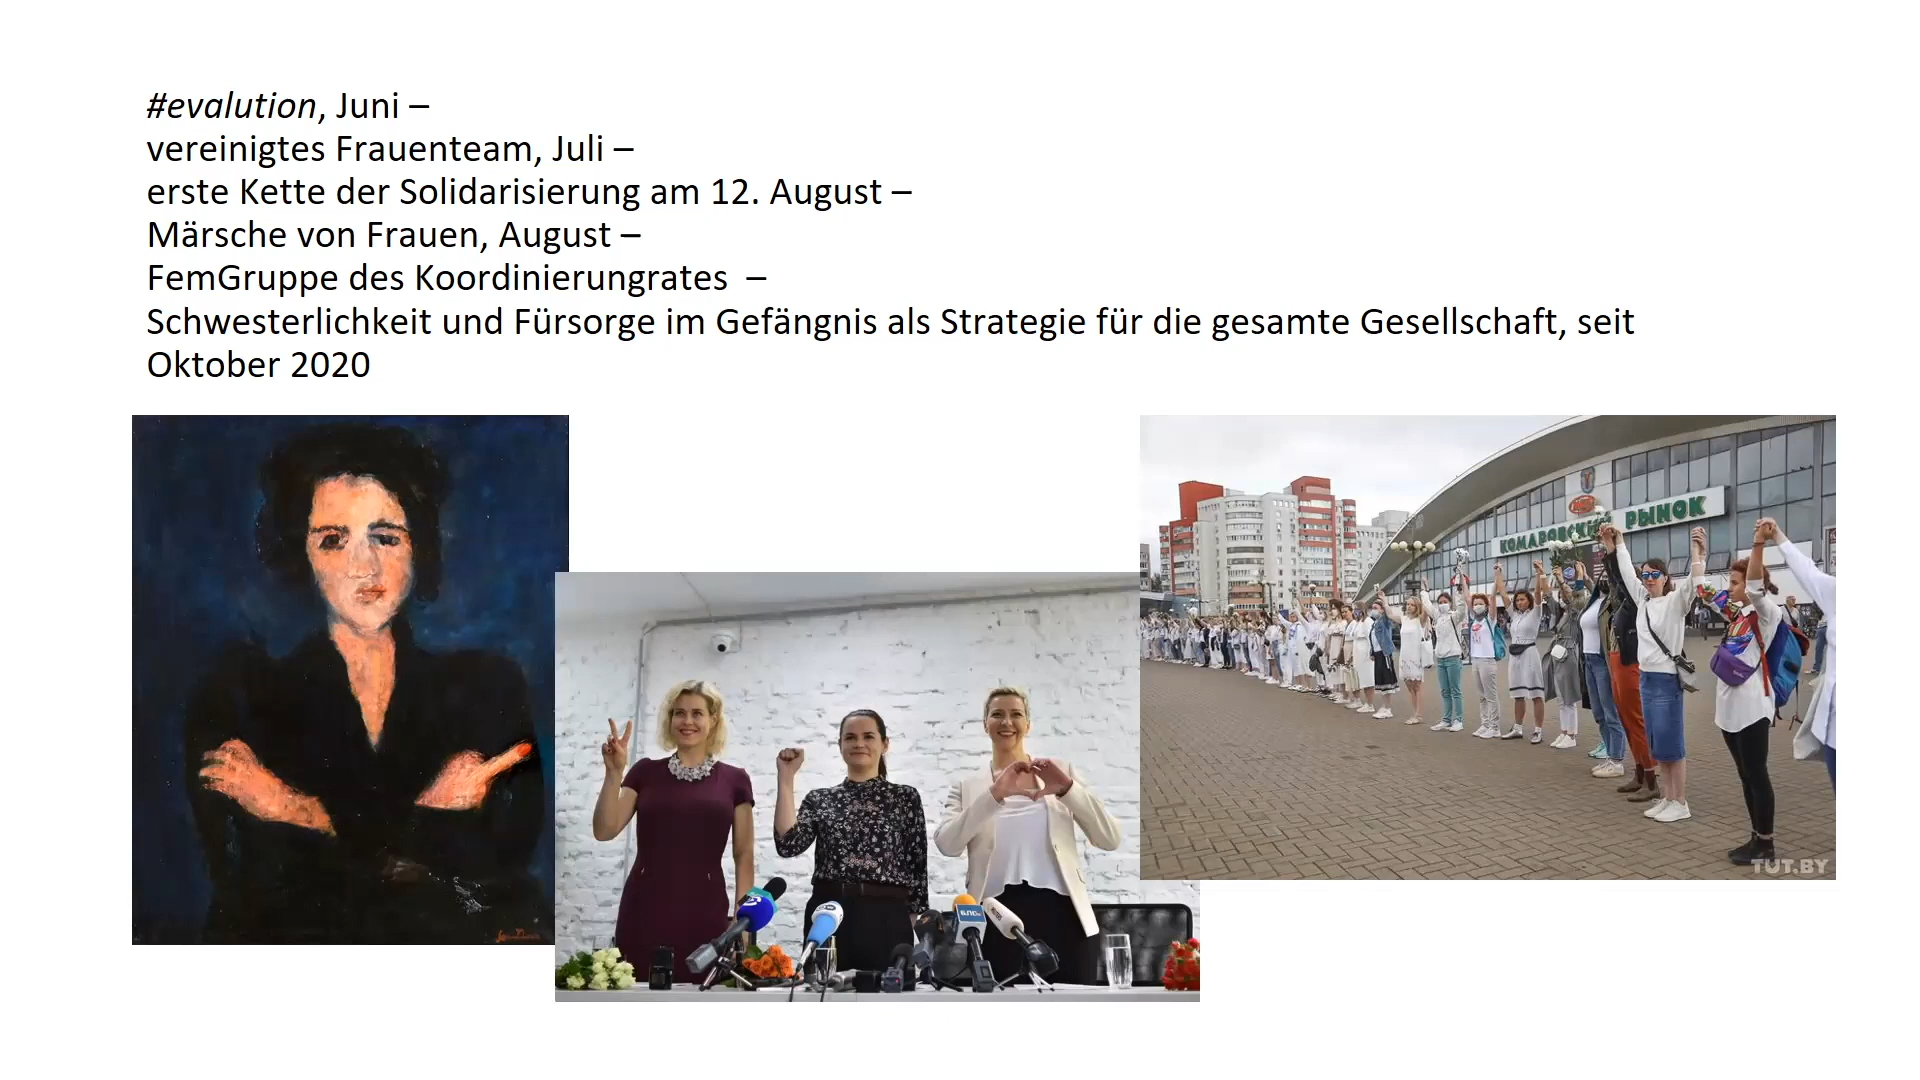 #evalution, Juni –
vereinigtes Frauenteam, Juli –
erste Kette der Solidarisierung am 12. August –
Märsche von Frauen, August –
FemGruppe des Koordinierungrates –
Schwesterlichkeit und Fürsorge im Gefängnis als Strategie für die gesamte Gesellschaft, seit
Oktober 2020
КОМАРОВСКИЙ РЫНОК
TUT.BY